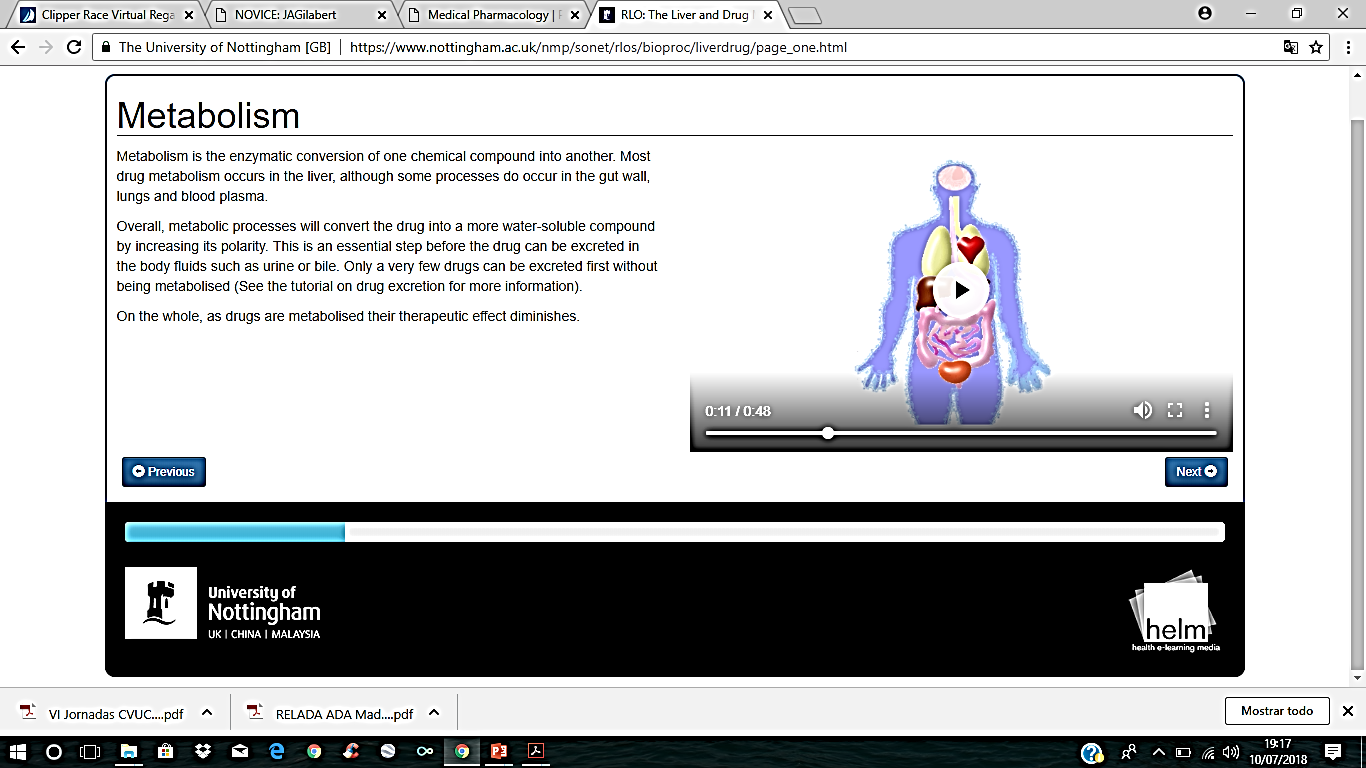 Clipper Race Virtual Rega
NOVICE: JAGilabert
Medical Pharmacology |
RLO: The Liver and Drug
The University of Nottingham [GB] | https://www.nottingham.ac.uk/nmp/sonet/rlos/bioproc/liverdrug/page_one.html
Metabolism
Metabolism is the enzymatic conversion of one chemical compound into another. Most
drug metabolism occurs in the liver, although some processes do occur in the gut wall,
lungs and blood plasma.
Overall, metabolic processes will convert the drug into a more water-soluble compound
by increasing its polarity. This is an essential step before the drug can be excreted in
the body fluids such as urine or bile. Only a very few drugs can be excreted first without
being metabolised (See the tutorial on drug excretion for more information).
On the whole, as drugs are metabolised their therapeutic effect diminishes.
0:11 / 0:48
Previous
Next
University of
Nottingham
UK | CHINA | MALAYSIA
helm
health e-learning media
VI Jornadas CVUC....pdf
RELADA ADA Mad....pdf
Mostrar todo
19:17
10/07/2018